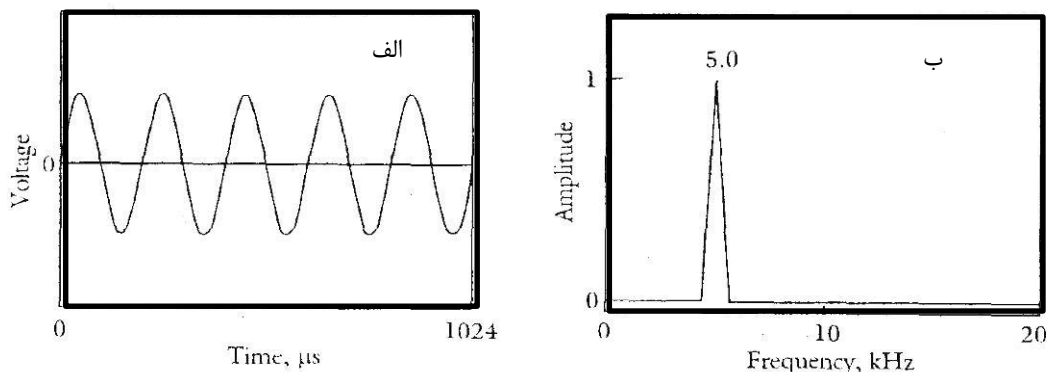 الف
Voltage
0
0
1024
Time, µs
ب
5.0
1
Amplitude
0
0
10
20
Frequency, kHz